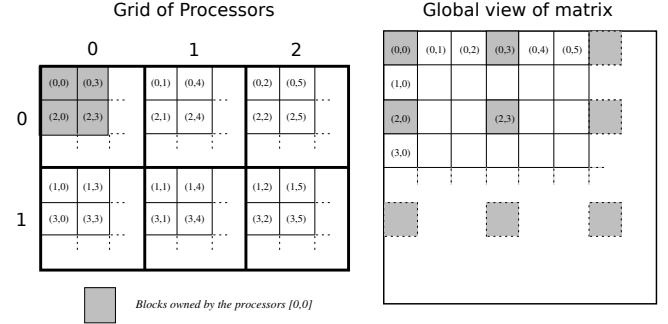 Grid of Processors
0 1 2
0
(0,0) (0,3) (0,1) (0,4) (0,2) (0,5)
(2,0) (2,3) (2,1) (2,4) (2,2) (2,5)
1
(1,0) (1,3) (1,1) (1,4) (1,2) (1,5)
(3,0) (3,3) (3,1) (3,4) (3,2) (3,5)
Blocks owned by the processors [0,0]
Global view of matrix
(0,0) (0,1) (0,2) (0,3) (0,4) (0,5)
(1,0)
(2,0) (2,3)
(3,0)